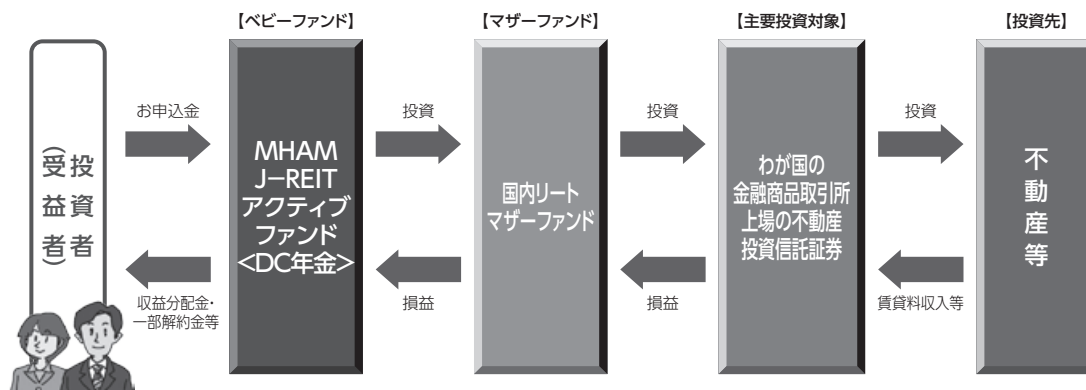 【ベビーファンド】
【マザーファンド】
【主要投資対象】
【投資先】
投資者
(受益者)
お申込金
収益分配金・
一部解約金等
MHAM
J-REIT
アクティブ
ファンド
<DC年金>
投資
損益
国内リート
マザーファンド
投資
損益
わが国の
金融商品取引所
上場の不動産
投資信託証券
投資
賃貸料収入等
不動産等